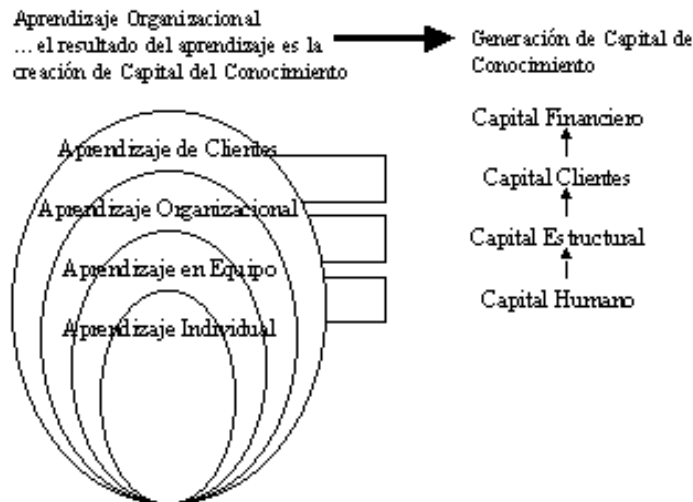 Aprendizaje Organizacional
... el resultado del aprendizaje es la
creación de Capital del Conocimiento
Generación de Capital de
Conocimiento
Aprendizaje de Clientes
Aprendizaje Organizacional
Aprendizaje en Equipo
Aprendizaje Individual
Capital Financiero
Capital Clientes
Capital Estructural
Capital Humano